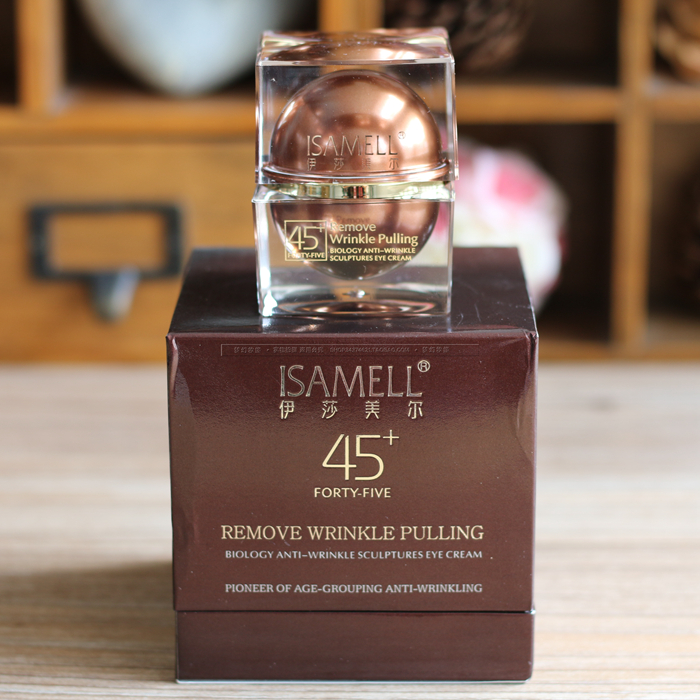 ISAMELL®
伊莎美尔
45+
FORTY-FIVE
Remove
Wrinkle Pulling
BIOLOGY ANTI-WRINKLE
SCULPTURES EYE CREAM
ISAMELL®
伊莎美尔
45+
FORTY-FIVE
REMOVE WRINKLE PULLING
BIOLOGY ANTI-WRINKLE SCULPTURES EYE CREAM
PIONEER OF AGE-GROUPING ANTI-WRINKLING